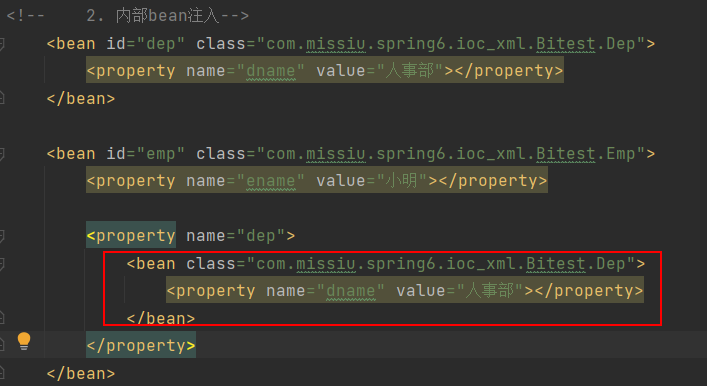 <!--    2. 内部bean注入-->
<bean id="dep" class="com.missiu.spring6.ioc_xml.Bitest.Dep">
<property name="dname" value="人事部"></property>
</bean>
<bean id="emp" class="com.missiu.spring6.ioc_xml.Bitest.Emp">
<property name="ename" value="小明"></property>
<property name="dep">
<bean class="com.missiu.spring6.ioc_xml.Bitest.Dep">
<property name="dname" value="人事部"></property>
</bean>
</property>
</bean>